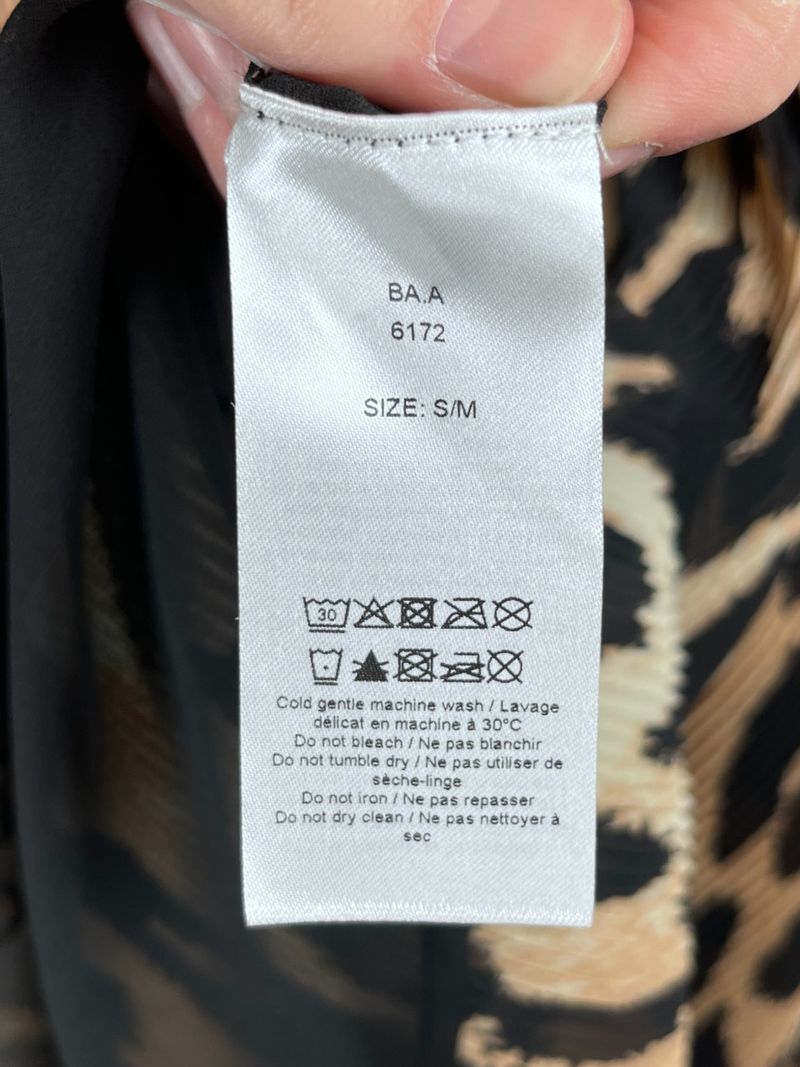 BA.A
6172
SIZE: S/M
30
Cold gentle machine wash / Lavage
délicat en machine à 30°C
Do not bleach / Ne pas blanchir
Do not tumble dry / Ne pas utiliser de
sèche-linge
Do not iron / Ne pas repasser
Do not dry clean / Ne pas nettoyer à
sec